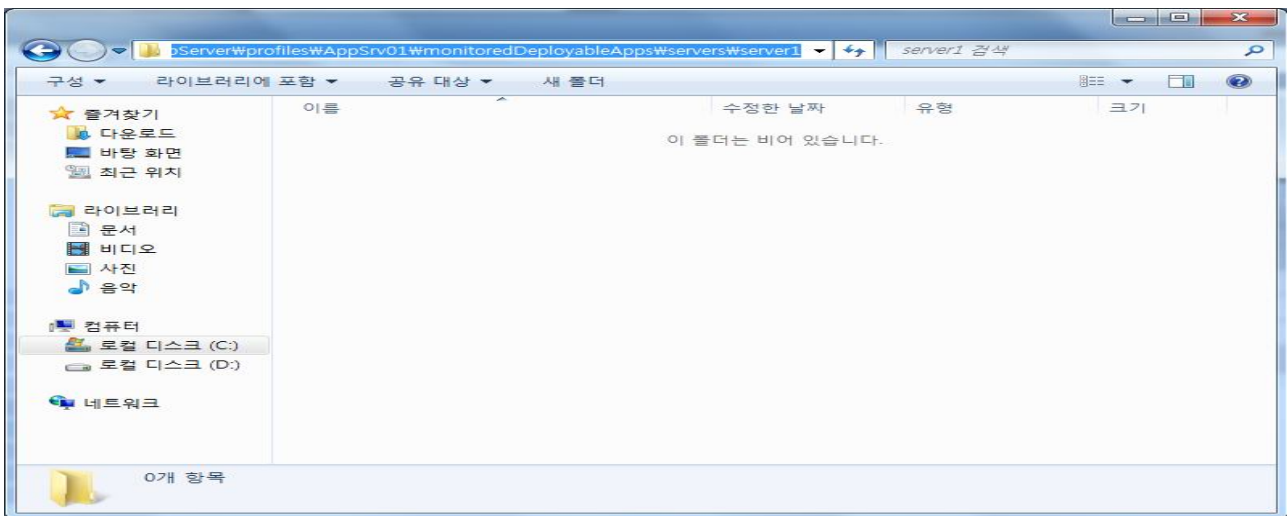 pServer₩profiles₩AppSrv01₩monitoredDeployableApps₩servers₩server1 server1 검색
구성 라이브러리에 포함 공유 대상 새 폴더
이름 수정한 날짜 유형 크기
이 폴더는 비어 있습니다.
즐겨찾기
다운로드
바탕 화면
최근 위치
라이브러리
문서
비디오
사진
음악
컴퓨터
로컬 디스크 (C:)
로컬 디스크 (D:)
네트워크
0개 항목